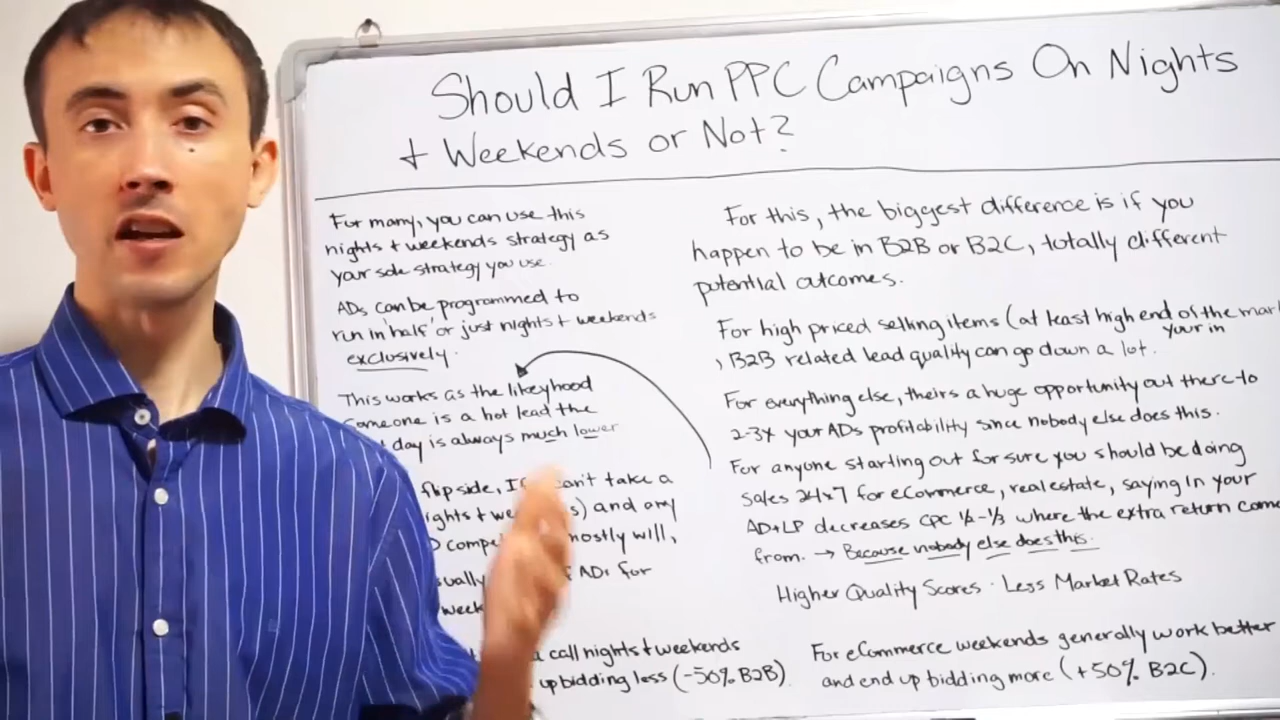 Should I Run PPC Campaigns On Nights
+ Weekends or Not?
For many, you can use this
nights + weekends strategy as
your sole strategy you use.
ADs can be programmed to
run in 'half' or just nights + weekends
exclusively.
This works as the likeyhood
someone is a hot lead the
day is always much lower
flip side, If can't take a
ights + we s) and any
compe mostly will,
sually f ADs for
week
a call nights + weekends
up bidding less (-50% B2B)
For this, the biggest difference is if you
happen to be in B2B or B2C, totally different
potential outcomes.
For high priced selling items (at least high end of the mar
your in
, B2B related lead quality can go down a lot.
For everything else, theirs a huge opportunity out there to
2-3x your ADs profitability since nobody else does this.
For anyone starting out for sure you should be doing
sales 24x7 for eCommerce, real estate, saying in your
AD+LP decreases CPC 1/2-1/3 where the extra return come
from. → Because nobody else does this.
Higher Quality Scores · Less Market Rates
For eCommerce weekends generally work better
and end up bidding more (+50% B2C).